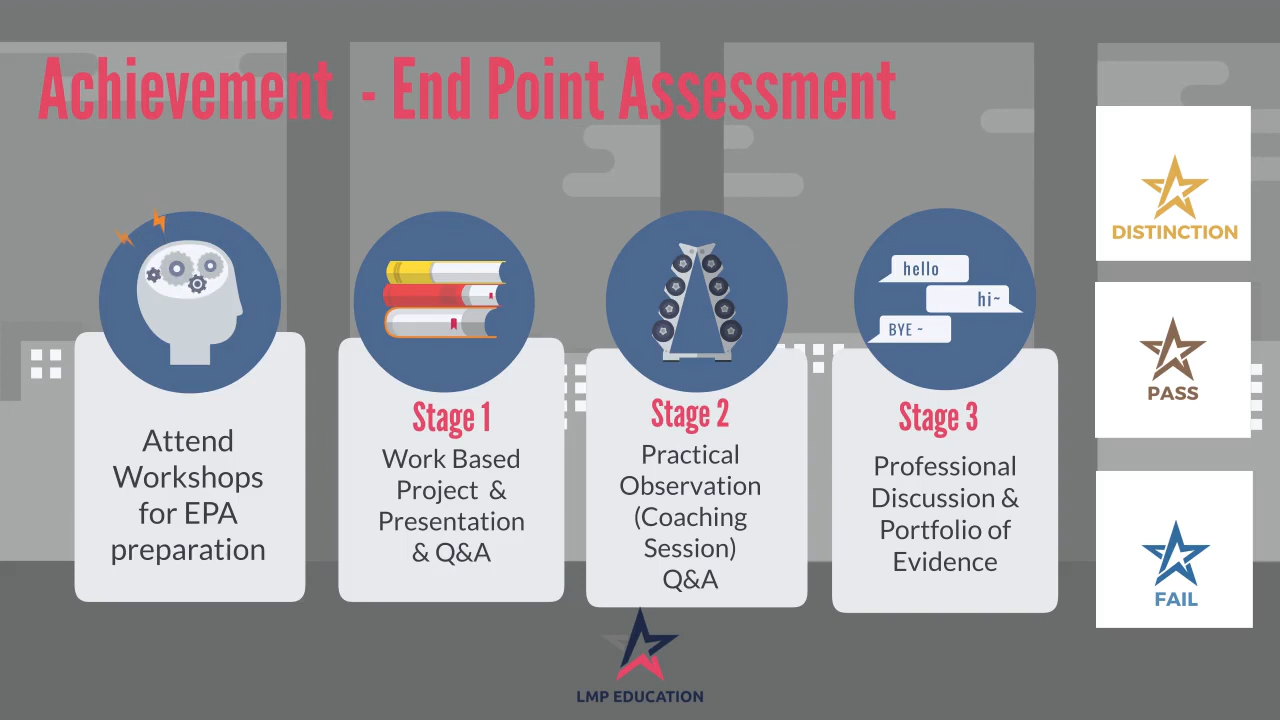 Achievement - End Point Assessment
Attend
Workshops
for EPA
preparation
Stage 1
Work Based
Project &
Presentation
& Q&A
Stage 2
Practical
Observation
(Coaching
Session)
Q&A
hello
hi~
BYE ~
Stage 3
Professional
Discussion &
Portfolio of
Evidence
DISTINCTION
PASS
FAIL
LMP EDUCATION